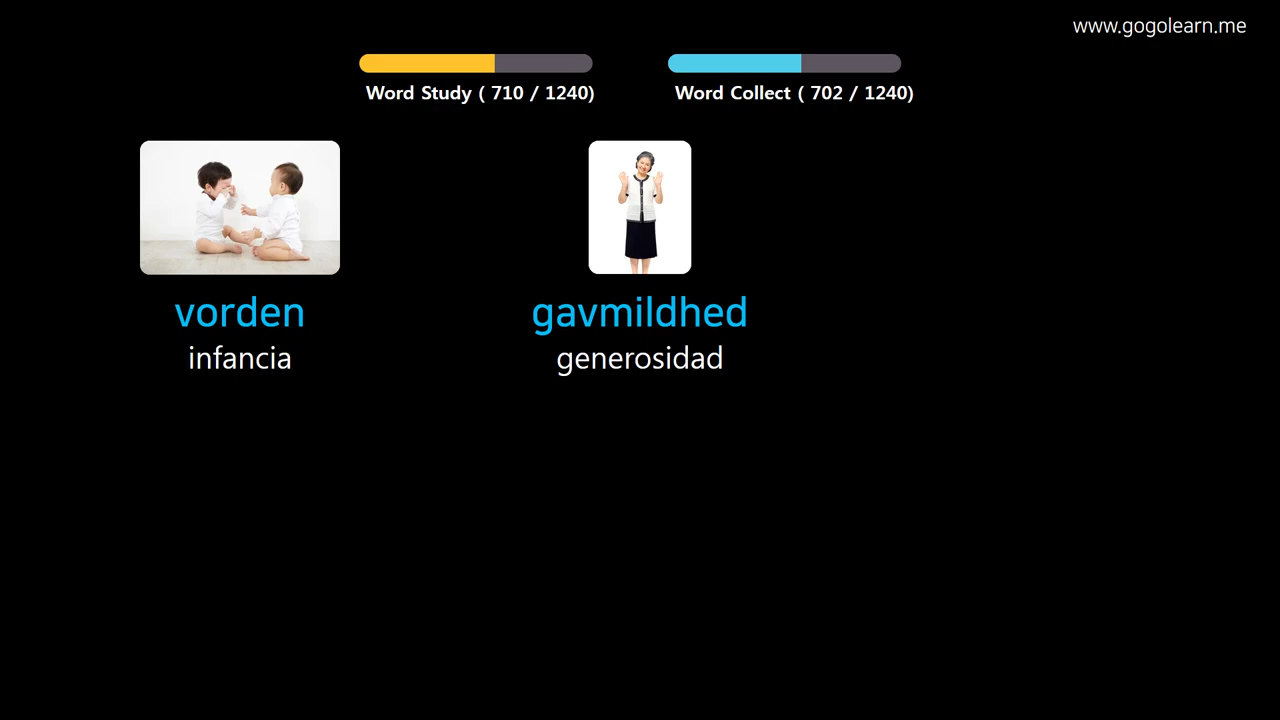 www.gogolearn.me
Word Study ( 710 / 1240)
Word Collect ( 702 / 1240)
vorden
infancia
gavmildhed
generosidad